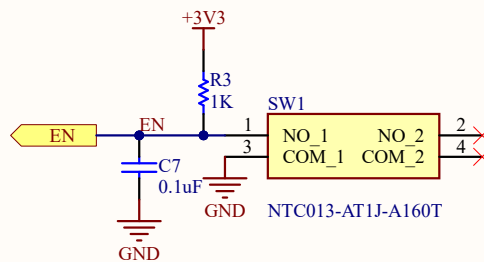 +3V3
R3
1K
SW1
EN
EN
1
NO_1
NO_2
2
3
COM_1
COM_2
4
C7
0.1uF
GND
NTC013-AT1J-A160T
GND